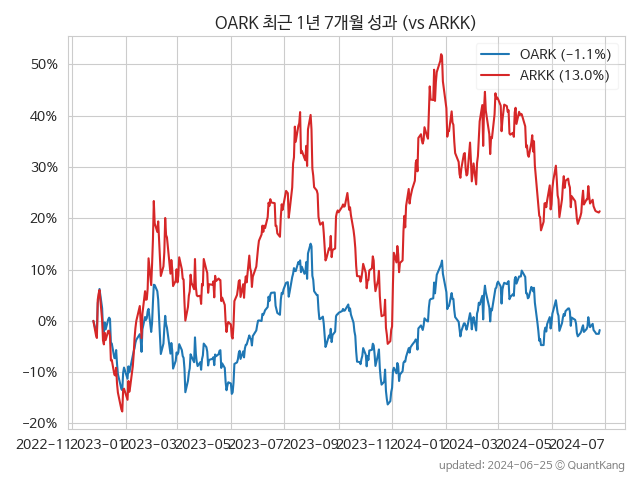 OARK 최근 1년 7개월 성과 (vs ARKK)
OARK (-1.1%)
ARKK (13.0%)
50%
40%
30%
20%
10%
0%
-10%
-20%
2022-11 2023-01 2023-03 2023-05 2023-07 2023-09 2023-11 2024-01 2024-03 2024-05 2024-07
updated: 2024-06-25 © QuantKang